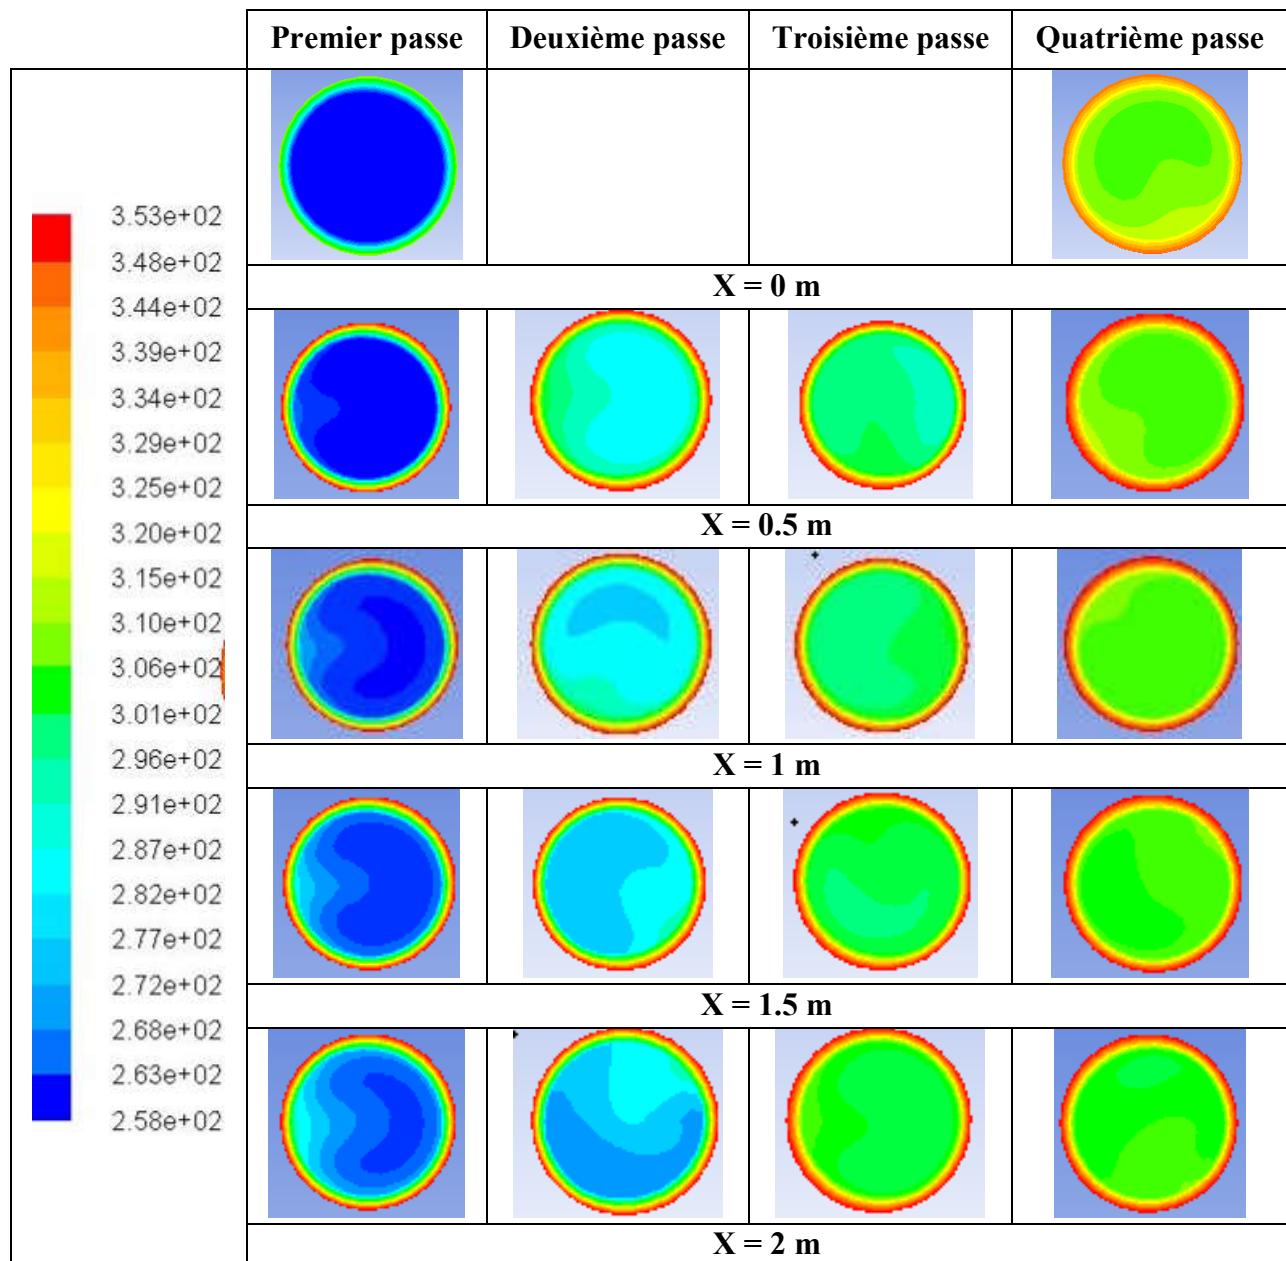 Premier passe Deuxième passe Troisième passe Quatrième passe
3.53e+02
3.48e+02
3.44e+02
3.39e+02
3.34e+02
3.29e+02
3.25e+02
3.20e+02
3.15e+02
3.10e+02
3.06e+02
3.01e+02
2.96e+02
2.91e+02
2.87e+02
2.82e+02
2.77e+02
2.72e+02
2.68e+02
2.63e+02
2.58e+02
X = 0 m
X = 0.5 m
X = 1 m
X = 1.5 m
X = 2 m